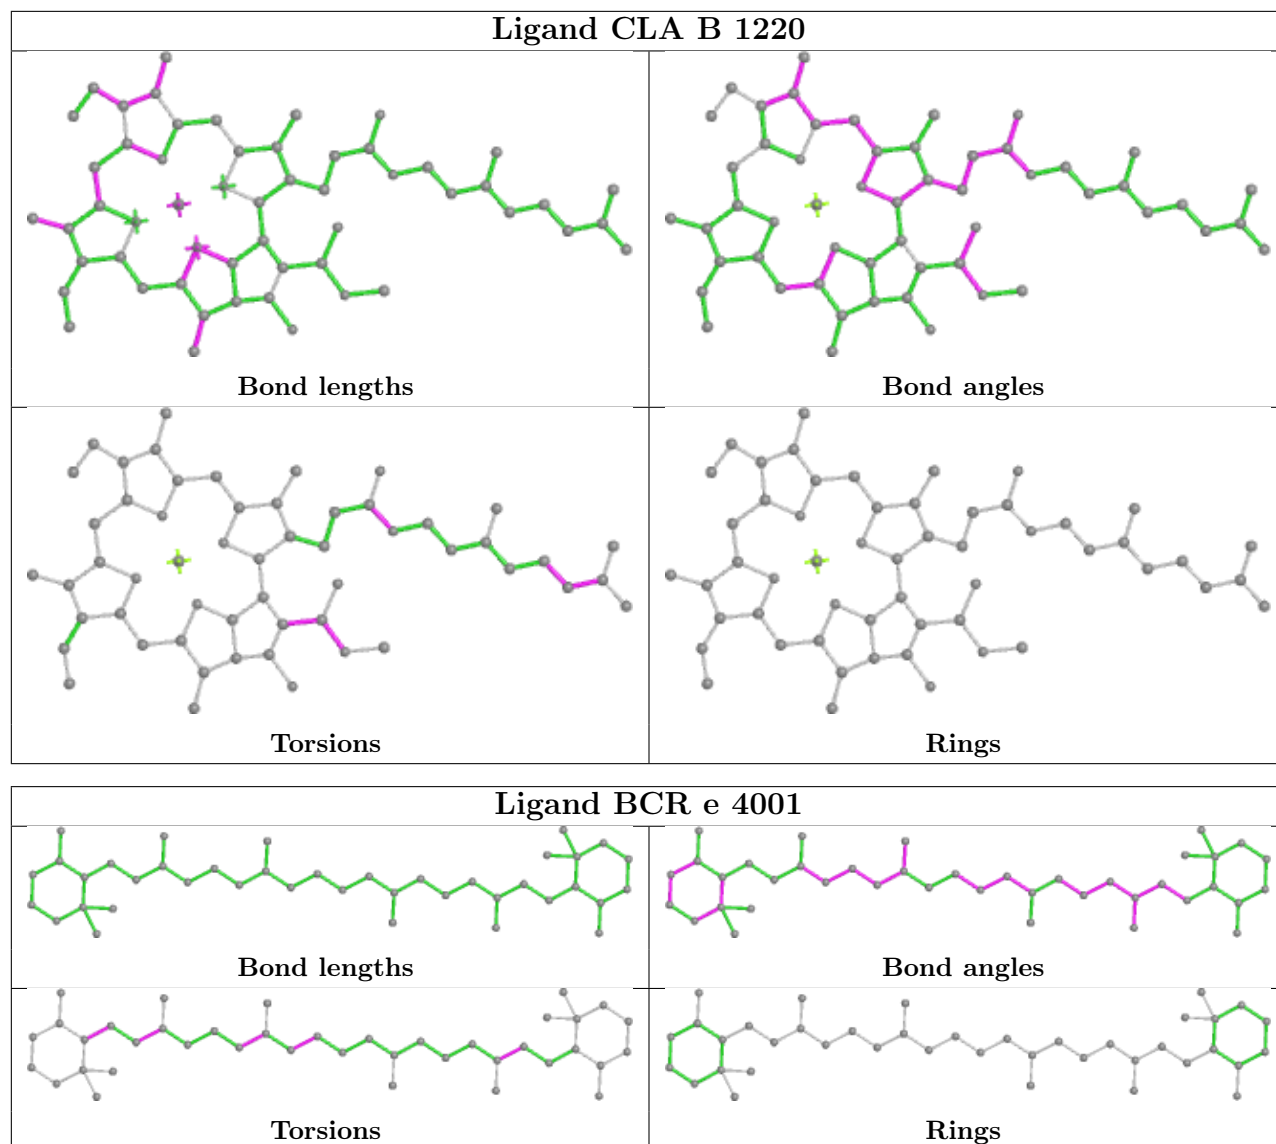 Ligand CLA B 1220
Bond lengths
Bond angles
Torsions
Rings
Ligand BCR e 4001
Bond lengths
Bond angles
Torsions
Rings